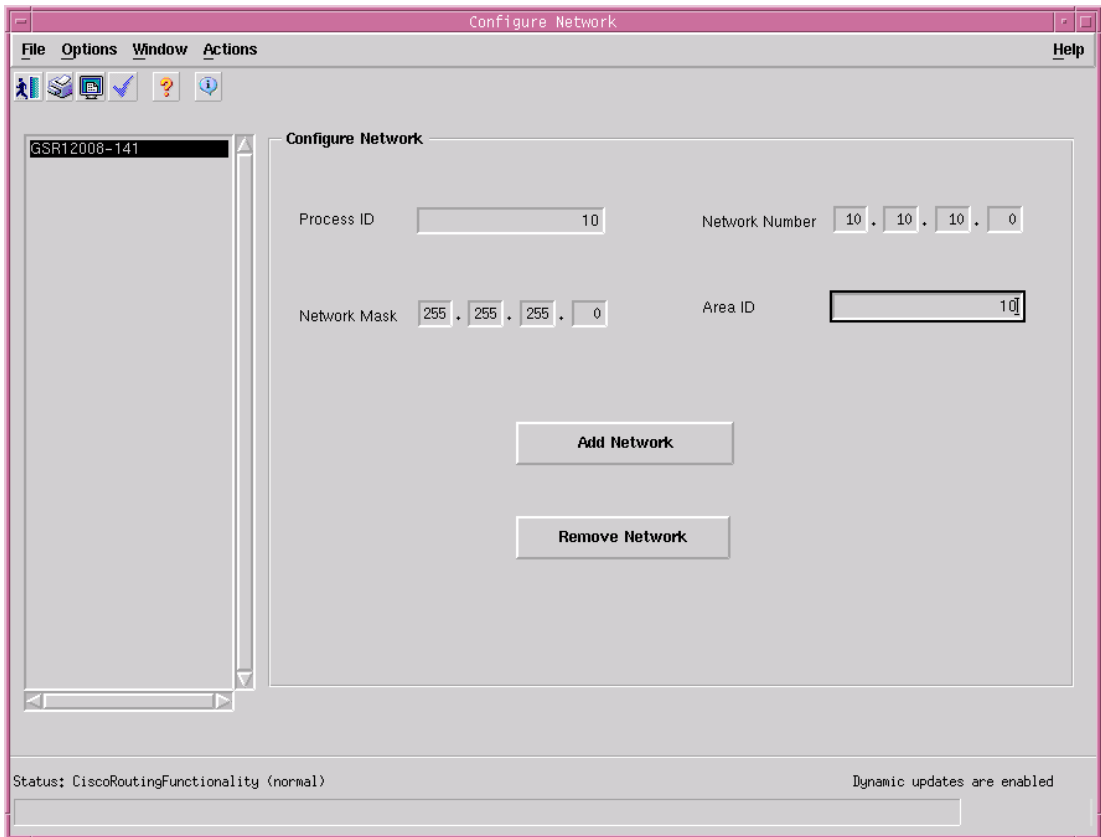 Configure Network
File Options Window Actions Help
GSR12008-141
Configure Network
Process ID 10
Network Number 10 . 10 . 10 . 0
Network Mask 255 . 255 . 255 . 0
Area ID 10
Add Network
Remove Network
Status: CiscoRoutingFunctionality (normal) Dynamic updates are enabled